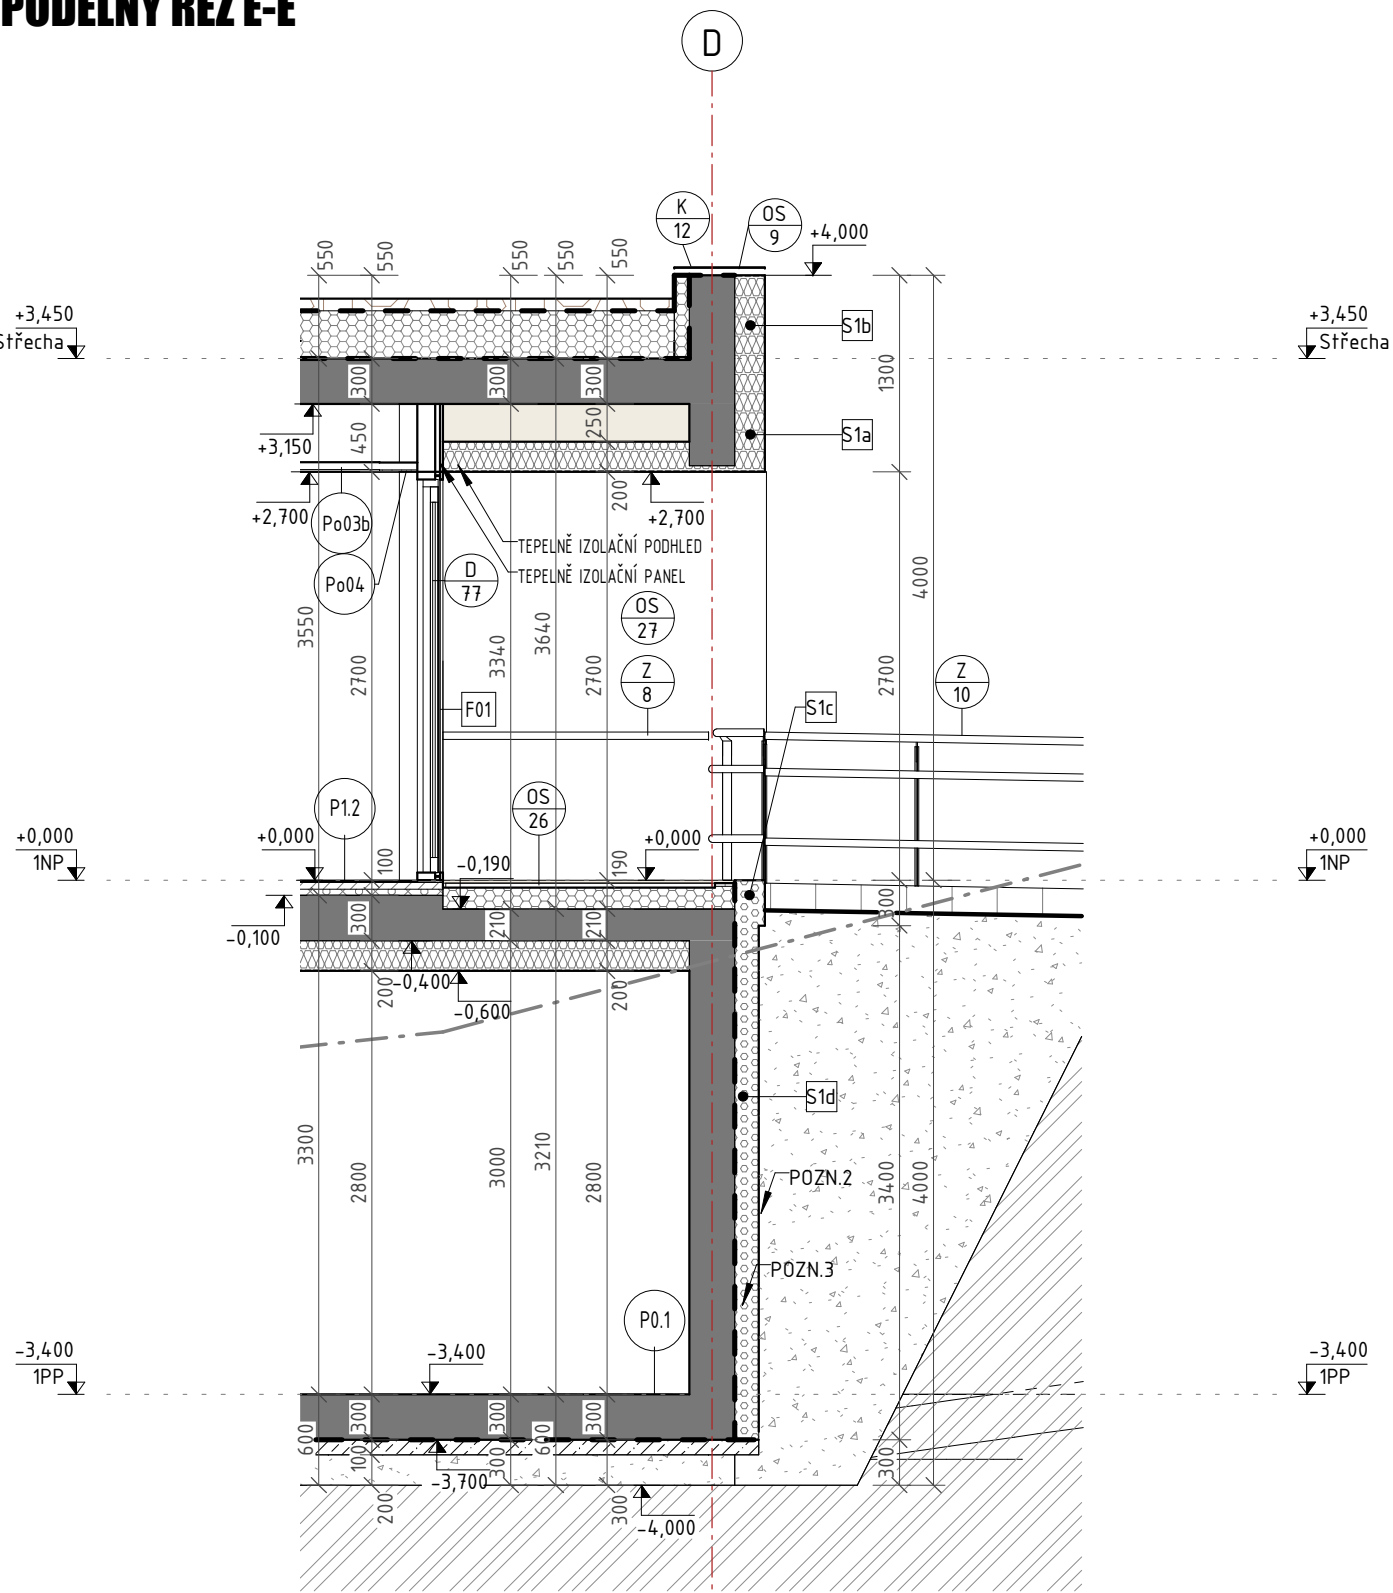 PODÉLNÝ ŘEZ E-E
D
K
12
OS
9
+4,000
550
550
550
550
550
+3,450
Střecha
+3,450
Střecha
S1b
300
300
300
1300
250
S1a
450
+3,150
200
+2,700
Po03b
+2,700
TEPELNĚ IZOLAČNÍ PODHLED
TEPELNĚ IZOLAČNÍ PANEL
Po04
D
77
4000
OS
27
3550
3340
3640
2700
2700
2700
Z
8
Z
10
F01
S1c
P1.2
OS
26
+0,000
1NP
+0,000
100
-0,190
190
+0,000
+0,000
1NP
-0,100
300
210
210
300
-0,400
200
-0,600
200
S1d
3300
2800
3000
3210
2800
3400
4000
POZN.2
POZN.3
P0.1
-3,400
1PP
-3,400
-3,400
1PP
600
300
300
600
300
100
300
300
-3,700
200
300
-4,000